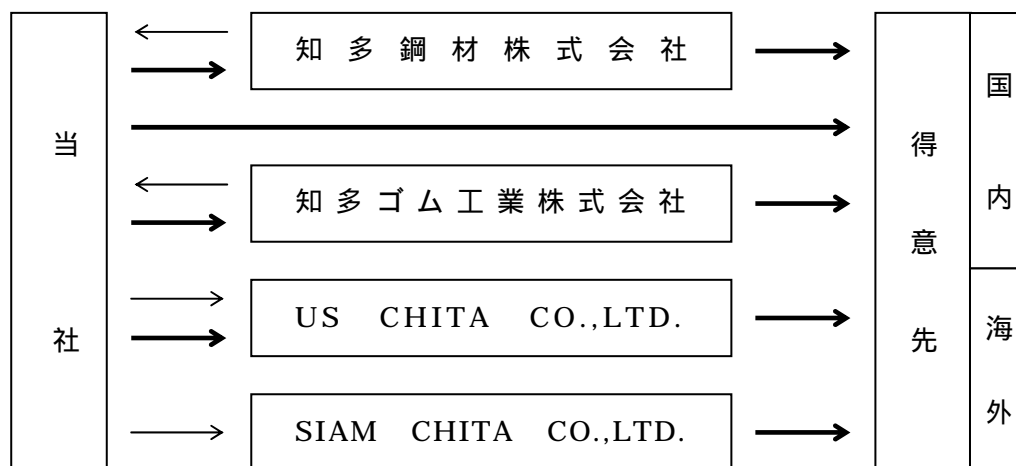 当社
知多鋼材株式会社
知多ゴム工業株式会社
US CHITA CO.,LTD.
SIAM CHITA CO.,LTD.
得意先
国内
海外